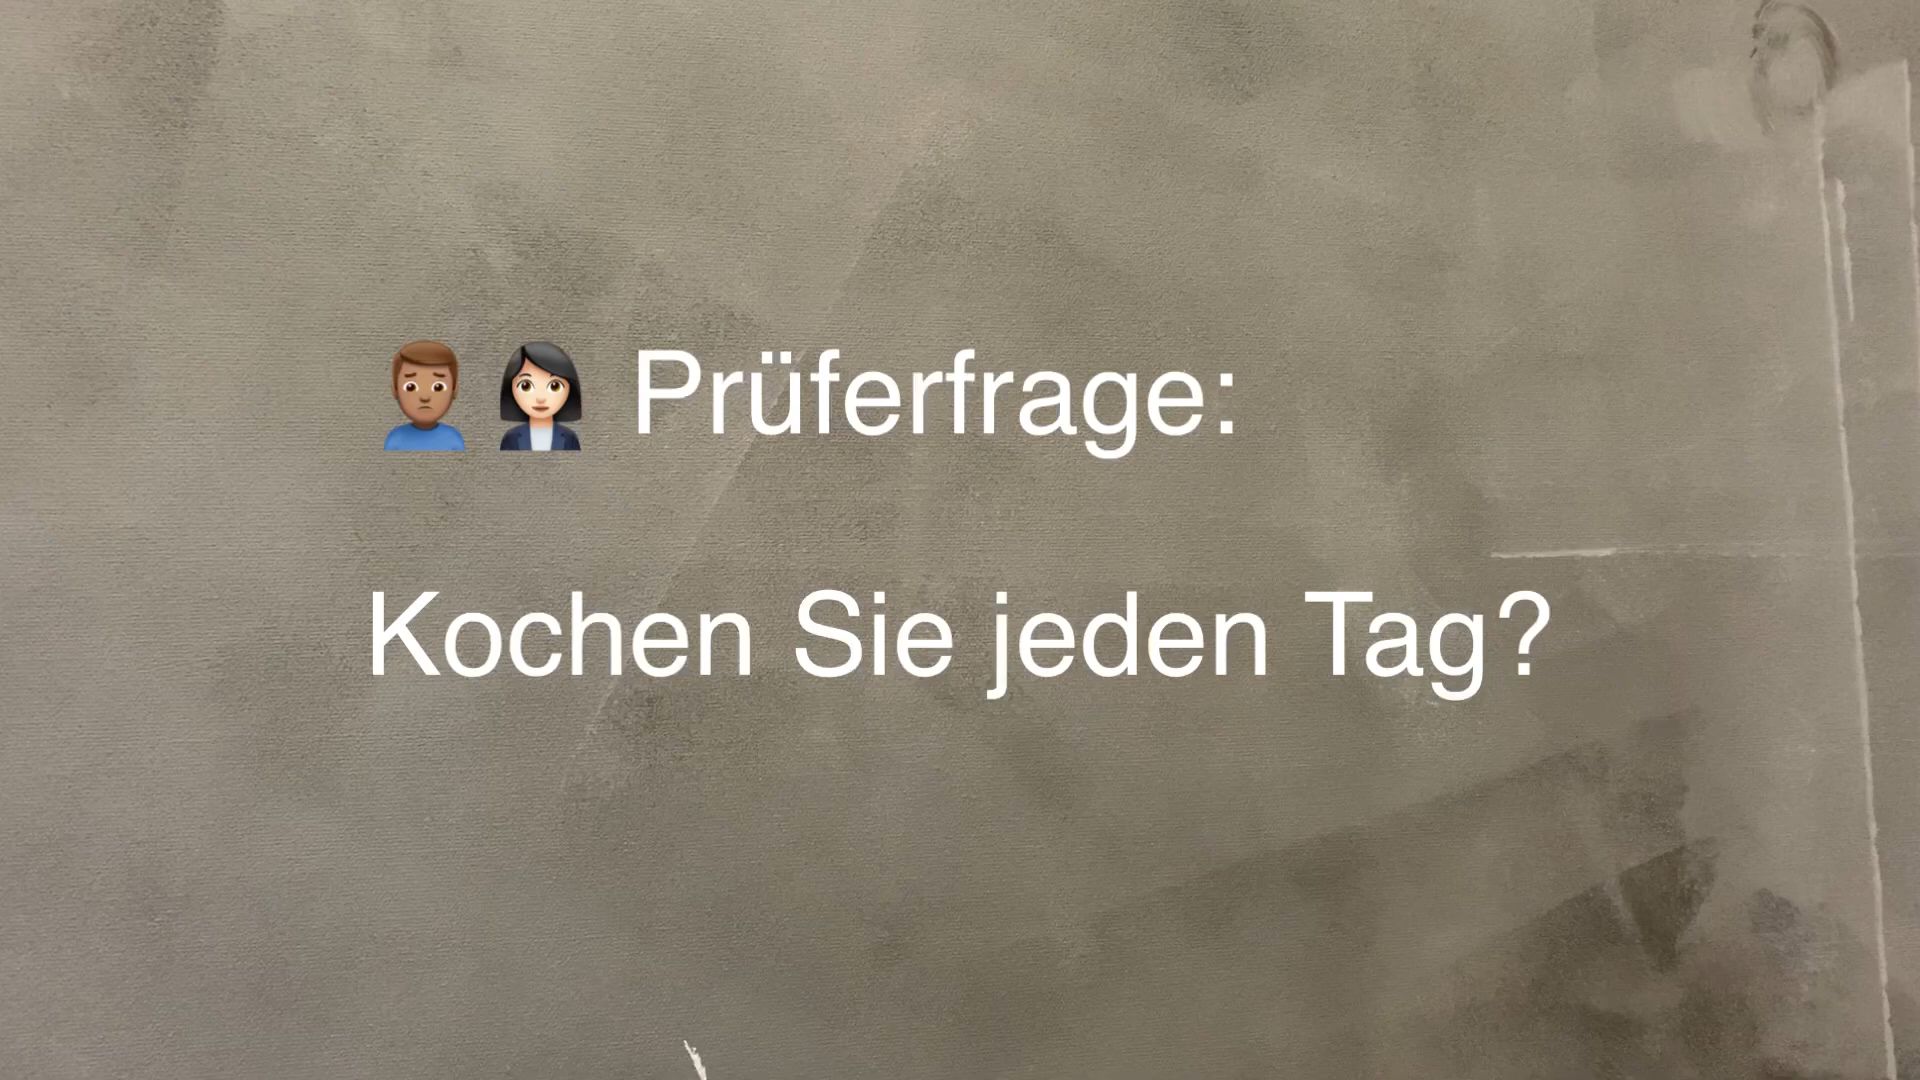 🙍🏽‍♂️👩🏻‍💼 Prüferfrage:
Kochen Sie jeden Tag?